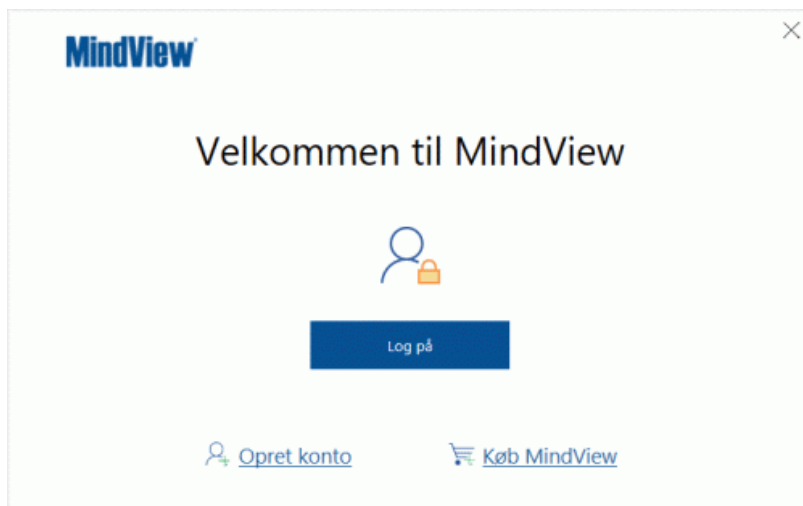 MindView
Velkommen til MindView
Log på
Opret konto
Køb MindView